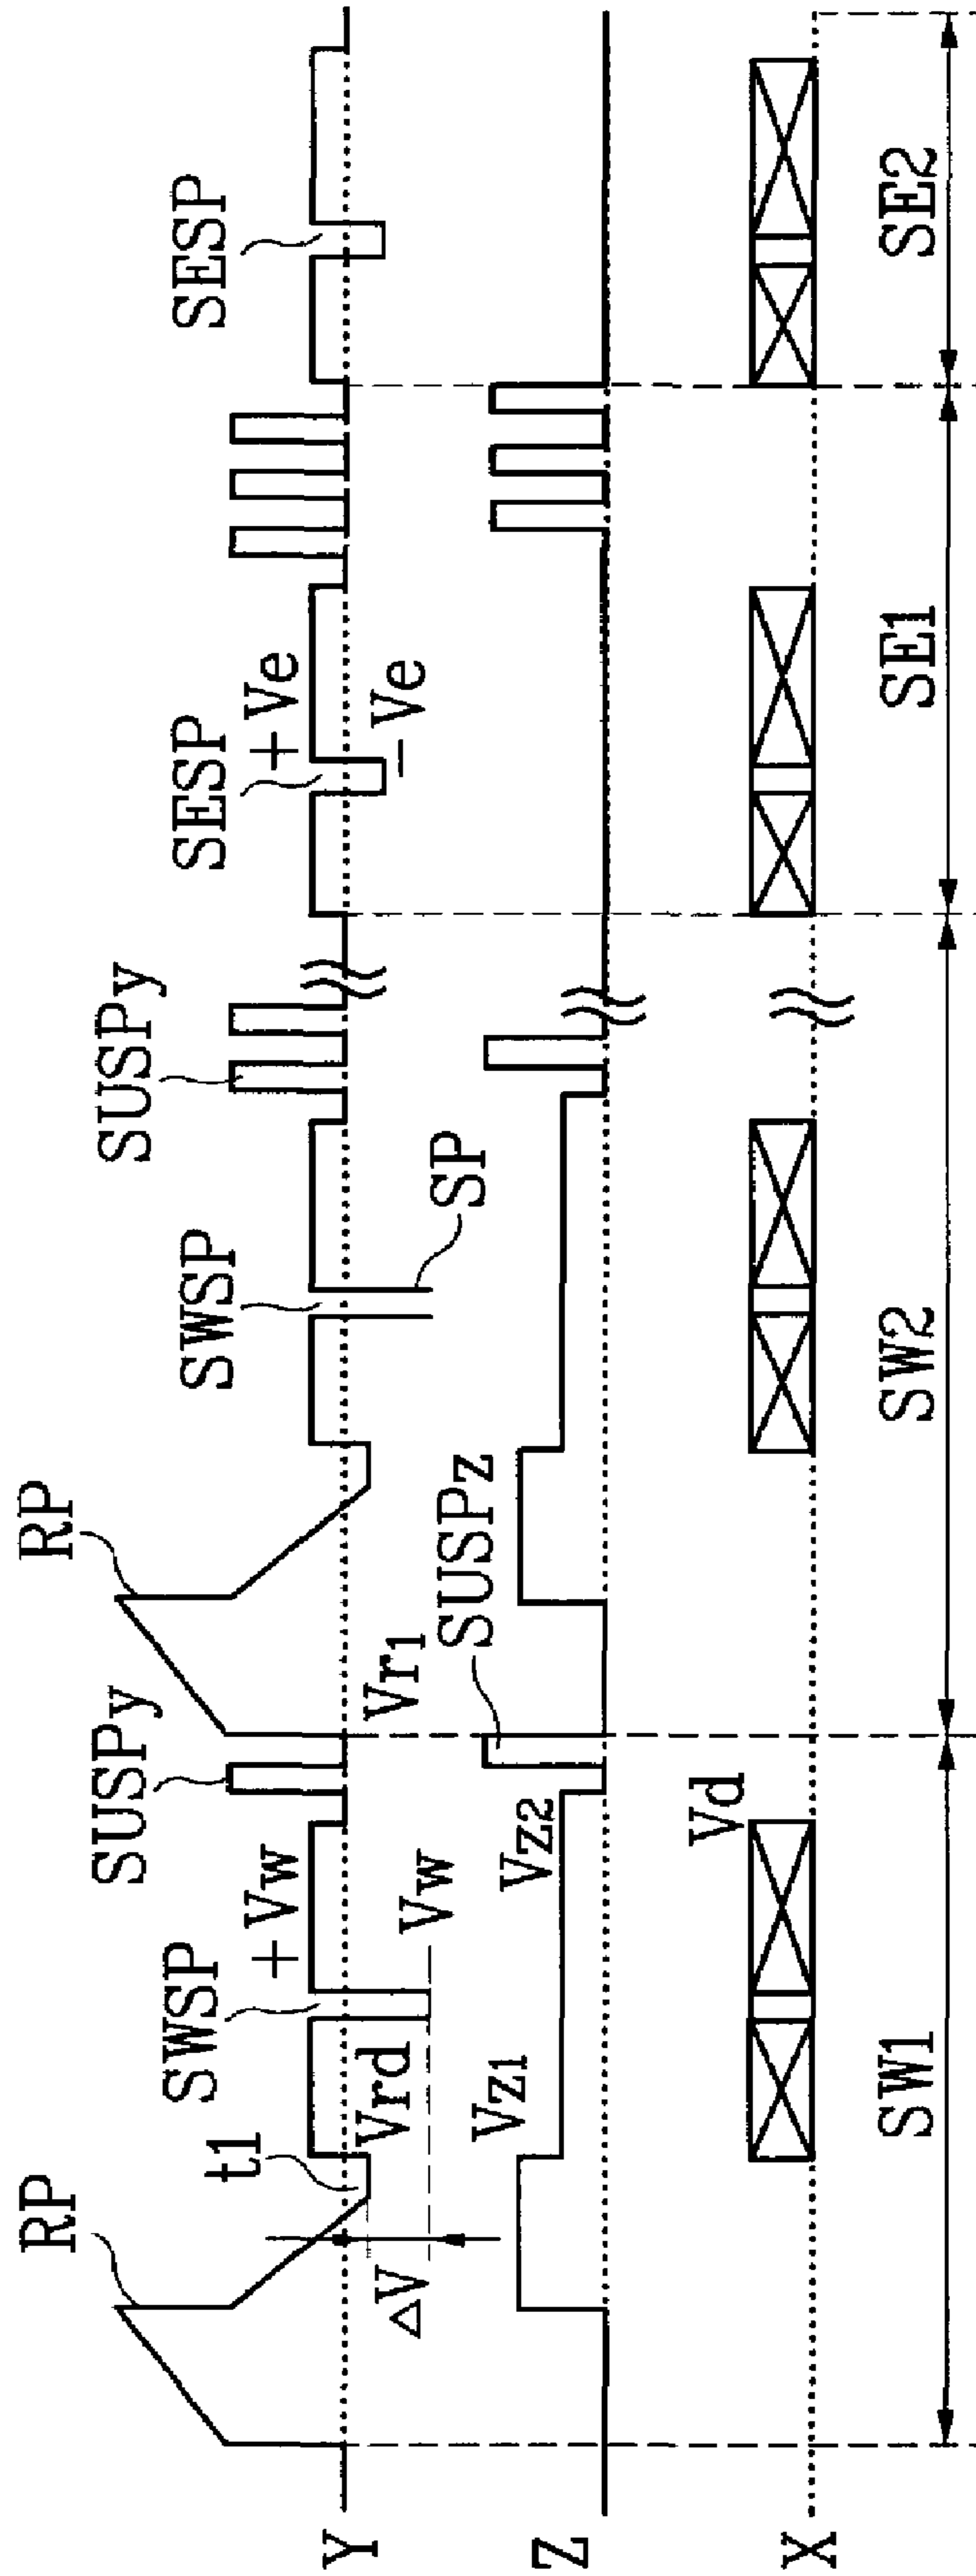 RP
SUSPy
RP
SUSPy
SESP
SESP
t1
SWSP
+Vw
SWSP
+Ve
Y
Vrd
Vr1
-Ve
ΔV
Vw
SP
Vz1
Vz2
SUSPz
Z
Vd
X
SW1
SW2
SE1
SE2